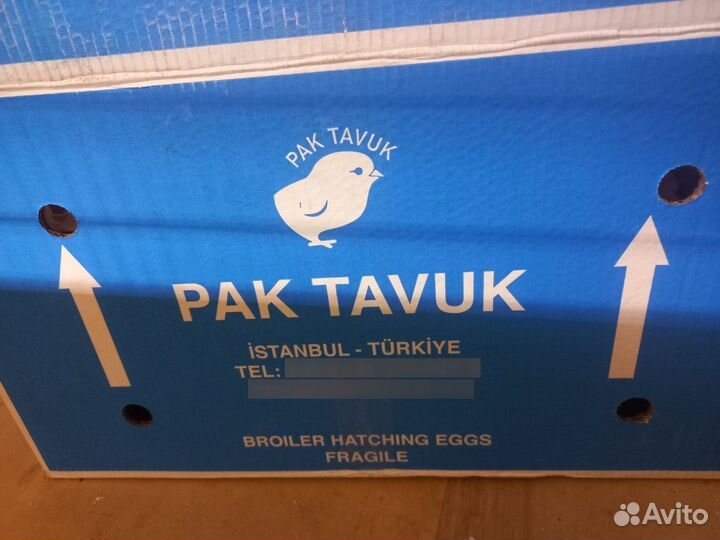 PAK TAVUK
PAK TAVUK
İSTANBUL - TÜRKİYE
TEL:
BROILER HATCHING EGGS
FRAGILE
Avito